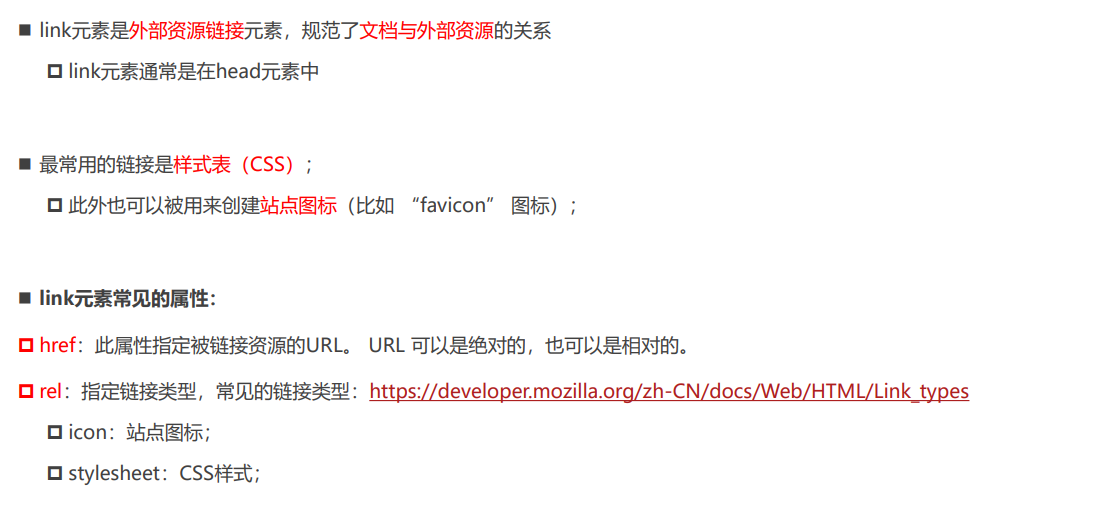 link元素是外部资源链接元素，规范了文档与外部资源的关系
link元素通常是在head元素中
最常用的链接是样式表（CSS）;
此外也可以被用来创建站点图标（比如 “favicon” 图标）;
link元素常见的属性：
href：此属性指定被链接资源的URL。 URL 可以是绝对的，也可以是相对的。
rel：指定链接类型，常见的链接类型：https://developer.mozilla.org/zh-CN/docs/Web/HTML/Link_types
icon：站点图标;
stylesheet：CSS样式;